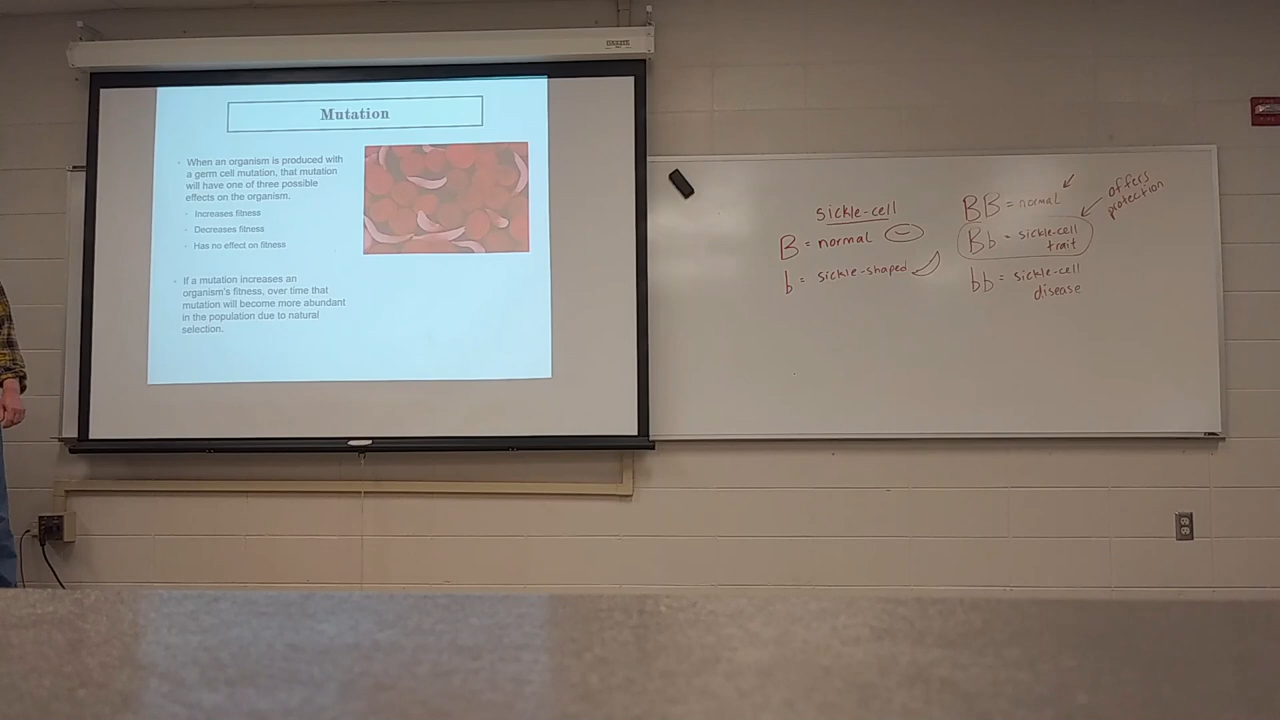 Mutation
When an organism is produced with
a germ cell mutation, that mutation
will have one of three possible
effects on the organism.
Increases fitness
Decreases fitness
Has no effect on fitness
If a mutation increases an
organism's fitness, over time that
mutation will become more abundant
in the population due to natural
selection.
sickle-cell
B = normal
b = sickle-shaped
BB = normal
Bb = sickle-cell
trait
bb = sickle-cell
disease
offers
protection